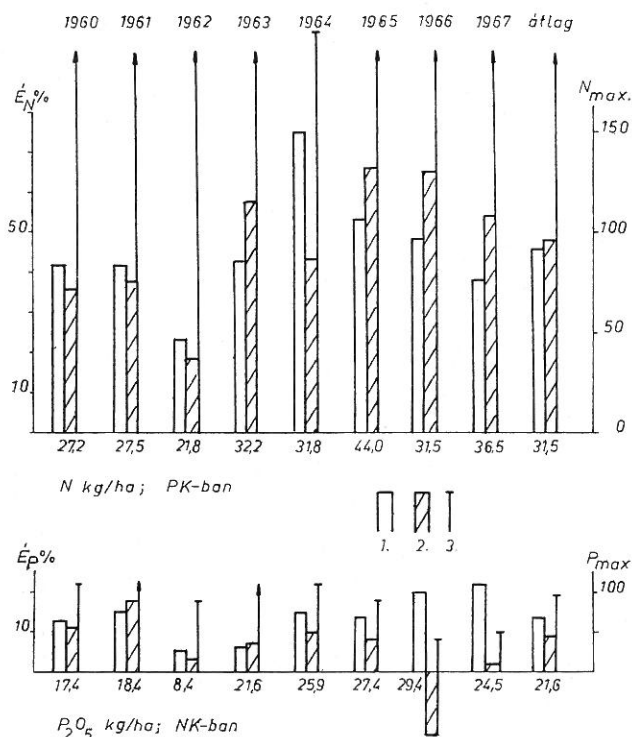 1960 1961 1962 1963 1964 1965 1966 1967 átlag
É_N% N_max.
150
50 100
50
10
0
27,2 27,5 21,8 32,2 31,8 44,0 31,5 36,5 31,5
N kg/ha; PK-ban
1. 2. 3.
É_P% P_max
100
10
17,4 18,4 8,4 21,6 25,9 27,4 29,4 24,5 21,6
P₂O₅ kg/ha; NK-ban